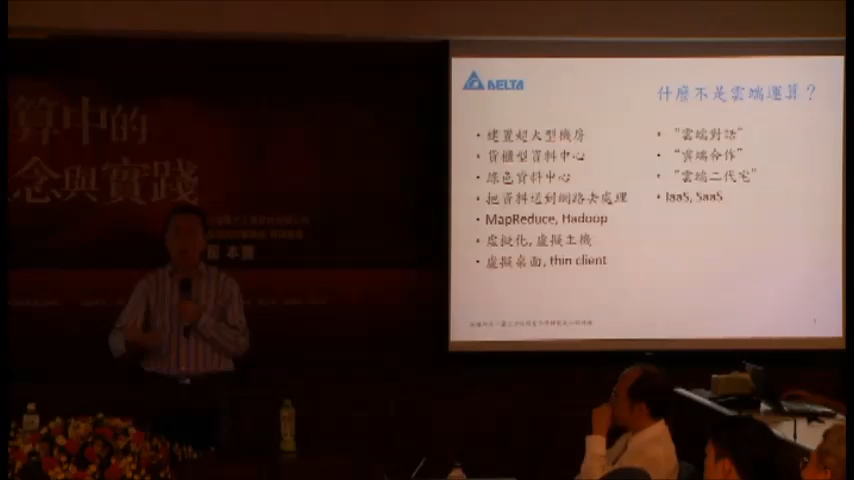 算中的
念與實踐
DELTA
什麼不是雲端運算?
• 建置超大型機房
• 貨櫃型資料中心
• 綠色資料中心
• 把資料送到網路去處理
• MapReduce, Hadoop
• 虛擬化, 虛擬主機
• 虛擬桌面, thin client
• "雲端對話"
• "雲端合作"
• "雲端二代宅"
• IaaS, SaaS